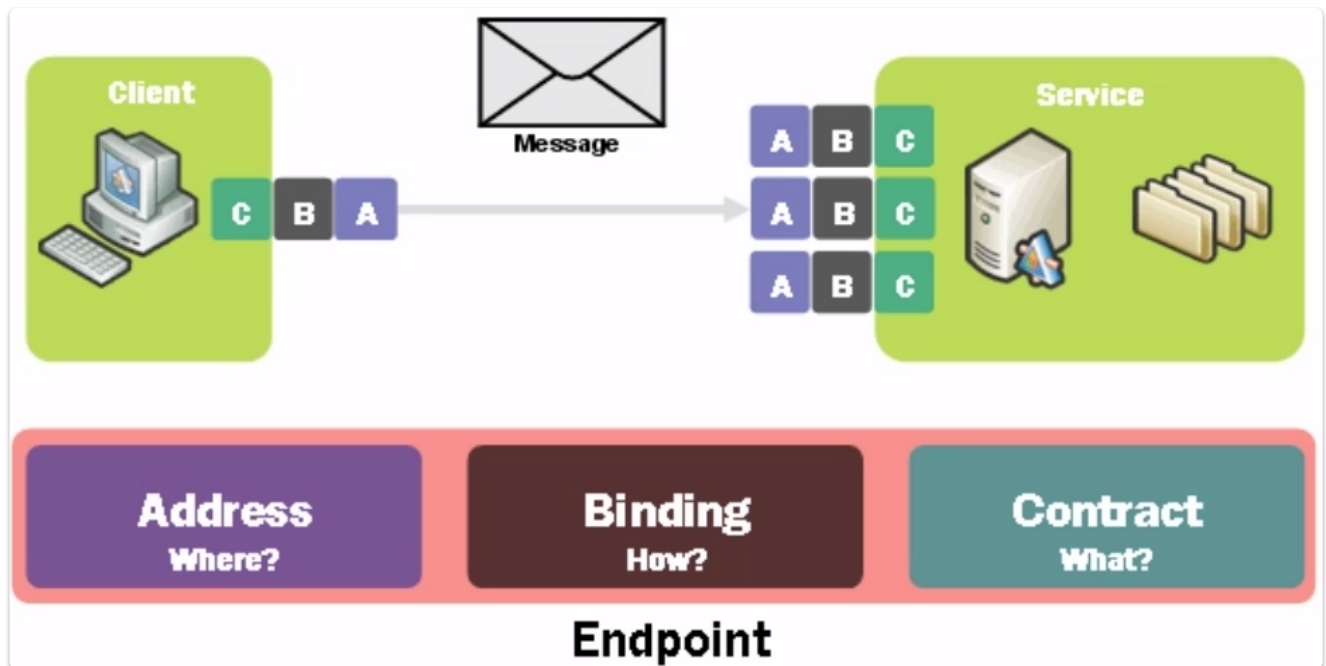 Client
Message
Service
A B C
C B A
A B C
A B C
Address
Where?
Binding
How?
Contract
What?
Endpoint